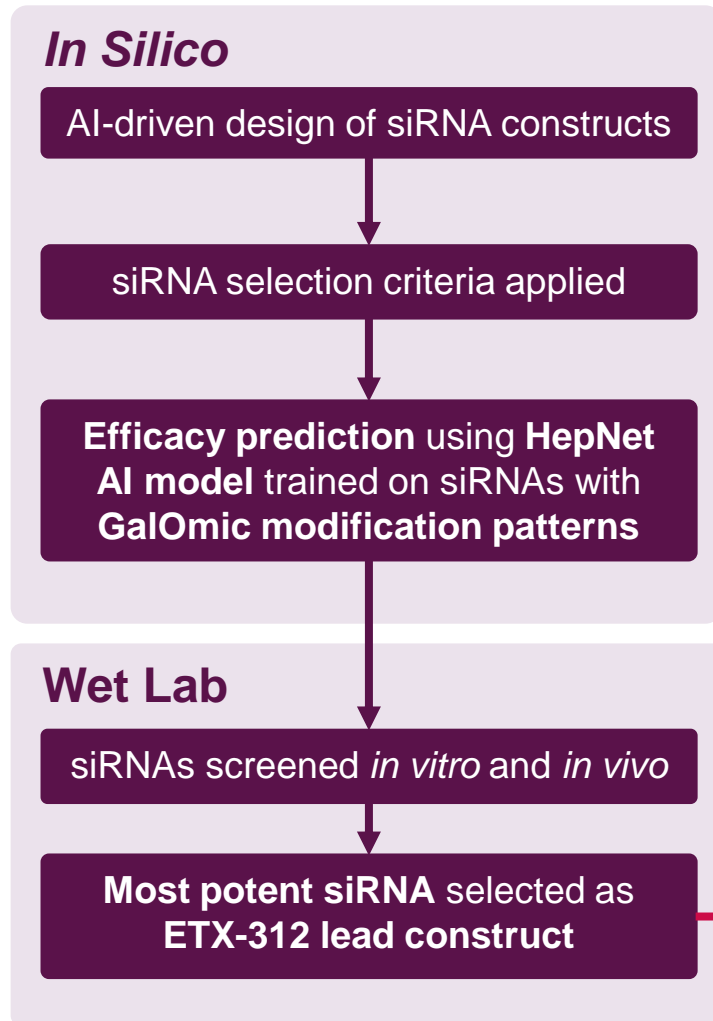 In Silico
AI-driven design of siRNA constructs
siRNA selection criteria applied
Efficacy prediction using HepNet
AI model trained on siRNAs with
GalOmic modification patterns
Wet Lab
siRNAs screened in vitro and in vivo
Most potent siRNA selected as
ETX-312 lead construct